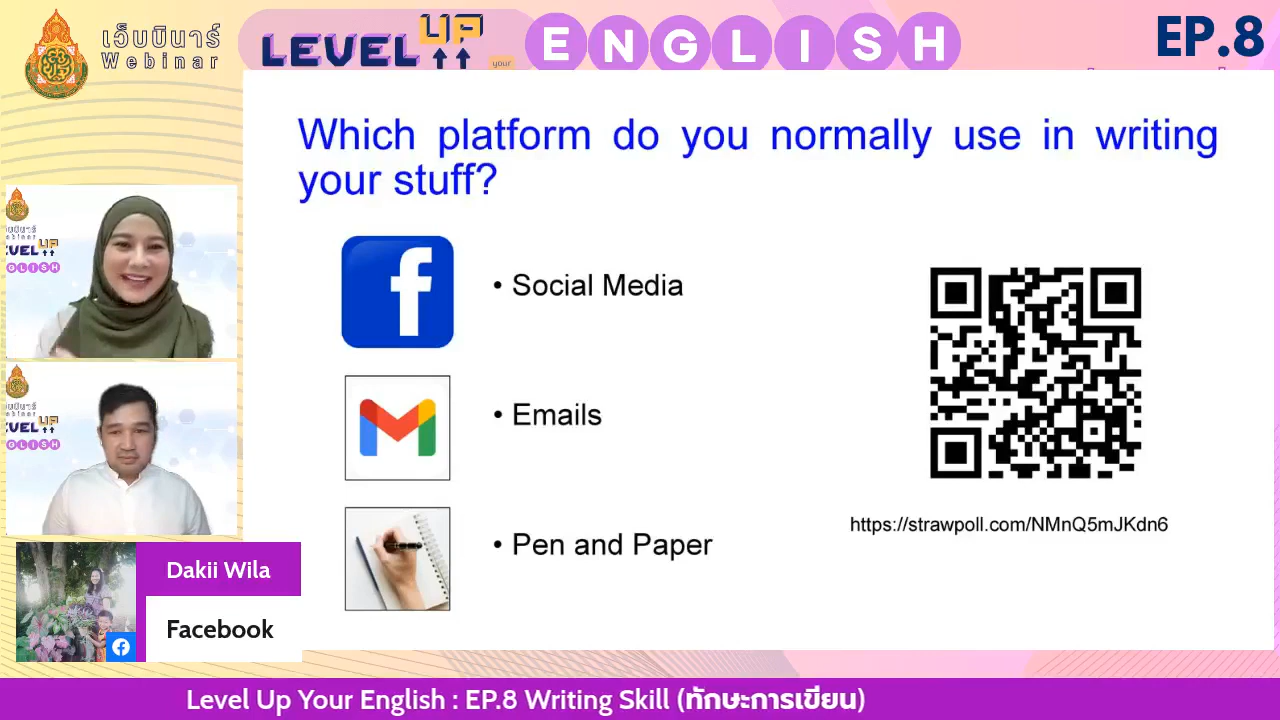 เว็บบินาร์
Webinar
LEVEL UP
your
ENGLISH
EP.8
Which platform do you normally use in writing
your stuff?
• Social Media
• Emails
• Pen and Paper
https://strawpoll.com/NMnQ5mJKdn6
Dakii Wila
Facebook
Level Up Your English : EP.8 Writing Skill (ทักษะการเขียน)